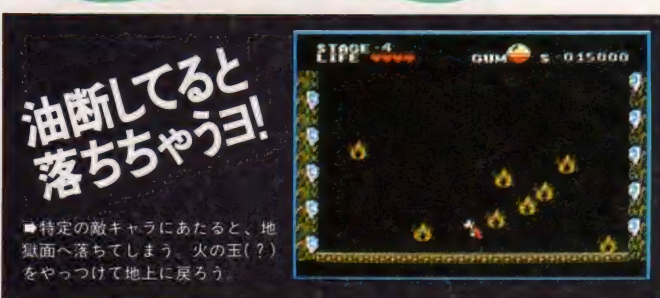 油断してると
落ちちゃうヨ!
➡特定の敵キャラにあたると、地
獄面へ落ちてしまう。火の玉(?)
をやっつけて地上に戻ろう。
STAGE-4
LIFE
GUM
S-015000